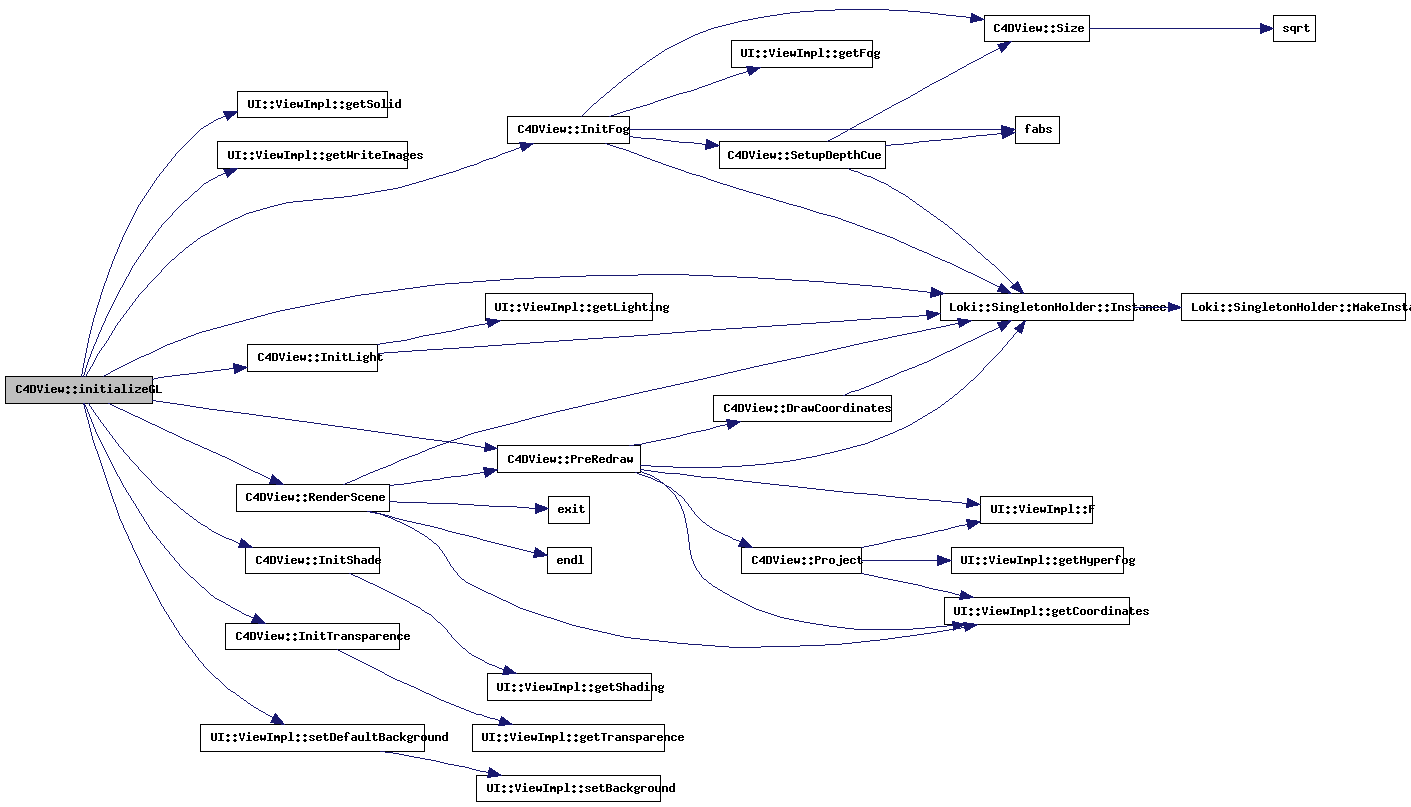 C4DView::Size
sqrt
UI::ViewImpl::getFog
UI::ViewImpl::getSolid
C4DView::InitFog
fabs
UI::ViewImpl::getWriteImages
C4DView::SetupDepthCue
UI::ViewImpl::getLighting
Loki::SingletonHolder::Instance
Loki::SingletonHolder::MakeInsta
C4DView::InitLight
C4DView::initializeGL
C4DView::DrawCoordinates
C4DView::PreRedraw
C4DView::RenderScene
exit
UI::ViewImpl::F
C4DView::InitShade
endl
C4DView::Project
UI::ViewImpl::getHyperfog
UI::ViewImpl::getCoordinates
C4DView::InitTransparence
UI::ViewImpl::getShading
UI::ViewImpl::setDefaultBackground
UI::ViewImpl::getTransparence
UI::ViewImpl::setBackground